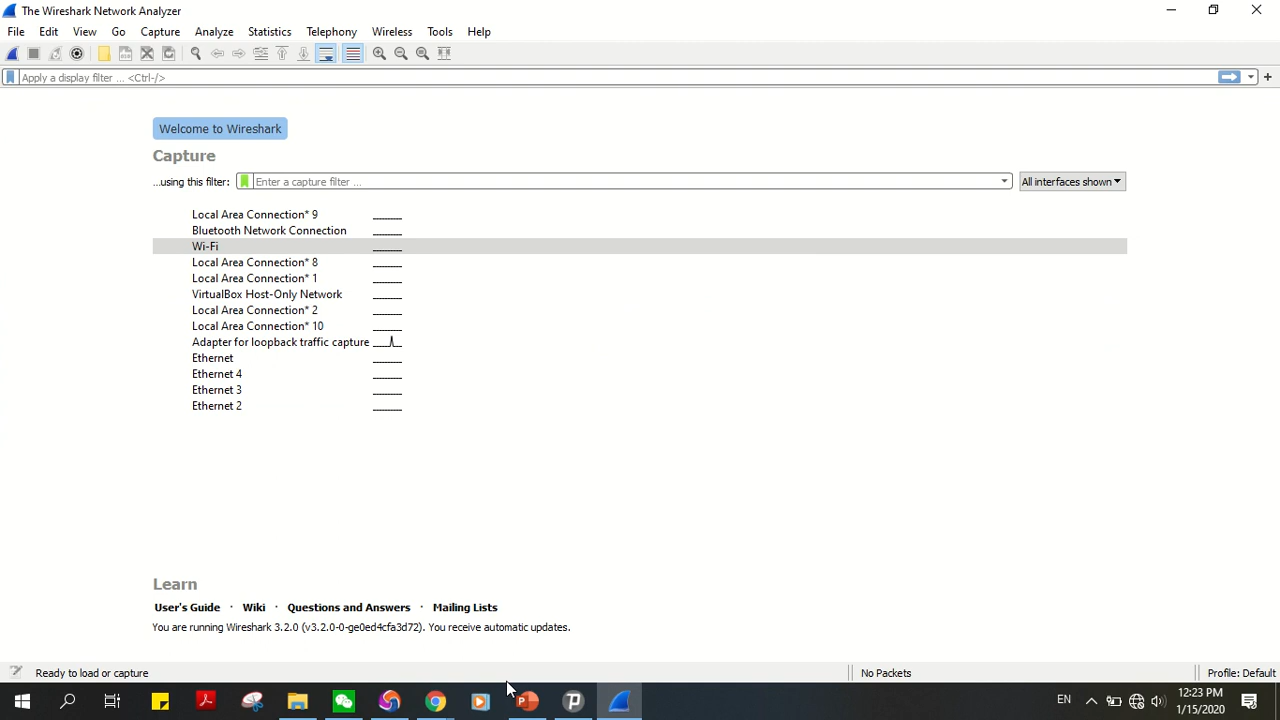 The Wireshark Network Analyzer
File Edit View Go Capture Analyze Statistics Telephony Wireless Tools Help
Apply a display filter ... <Ctrl-/>
Welcome to Wireshark
Capture
...using this filter: Enter a capture filter ... All interfaces shown
Local Area Connection* 9
Bluetooth Network Connection
Wi-Fi
Local Area Connection* 8
Local Area Connection* 1
VirtualBox Host-Only Network
Local Area Connection* 2
Local Area Connection* 10
Adapter for loopback traffic capture
Ethernet
Ethernet 4
Ethernet 3
Ethernet 2
Learn
User's Guide · Wiki · Questions and Answers · Mailing Lists
You are running Wireshark 3.2.0 (v3.2.0-0-ge0ed4cfa3d72). You receive automatic updates.
Ready to load or capture No Packets Profile: Default
EN 12:23 PM
1/15/2020